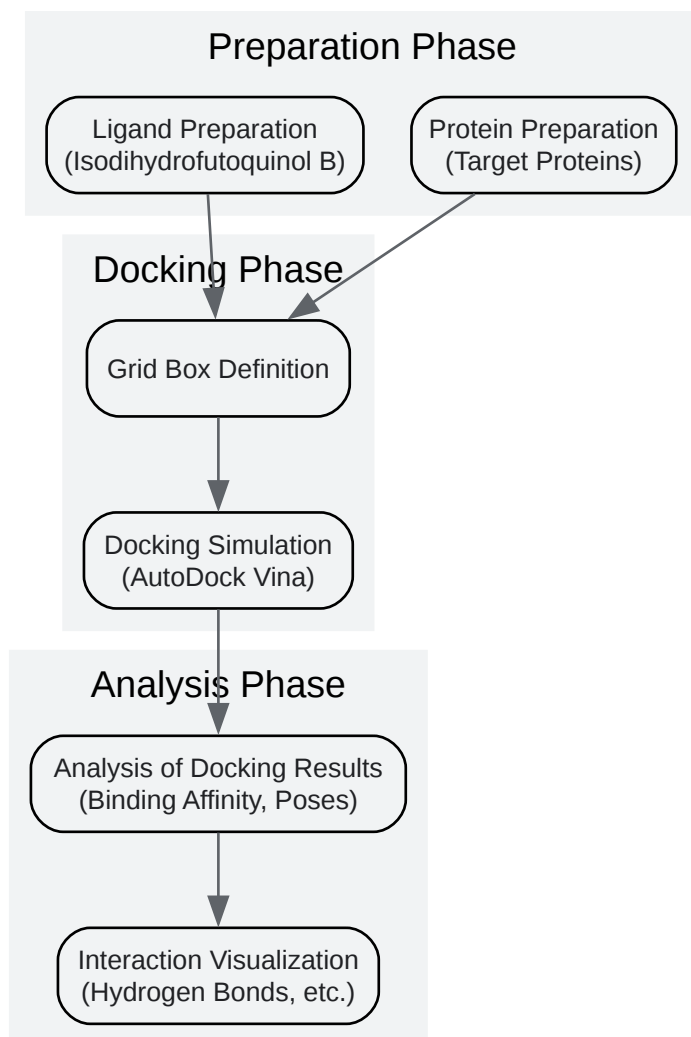 Preparation Phase
Ligand Preparation
(Isodihydrofutoquinol B)
Protein Preparation
(Target Proteins)
Docking Phase
Grid Box Definition
Docking Simulation
(AutoDock Vina)
Analysis Phase
Analysis of Docking Results
(Binding Affinity, Poses)
Interaction Visualization
(Hydrogen Bonds, etc.)